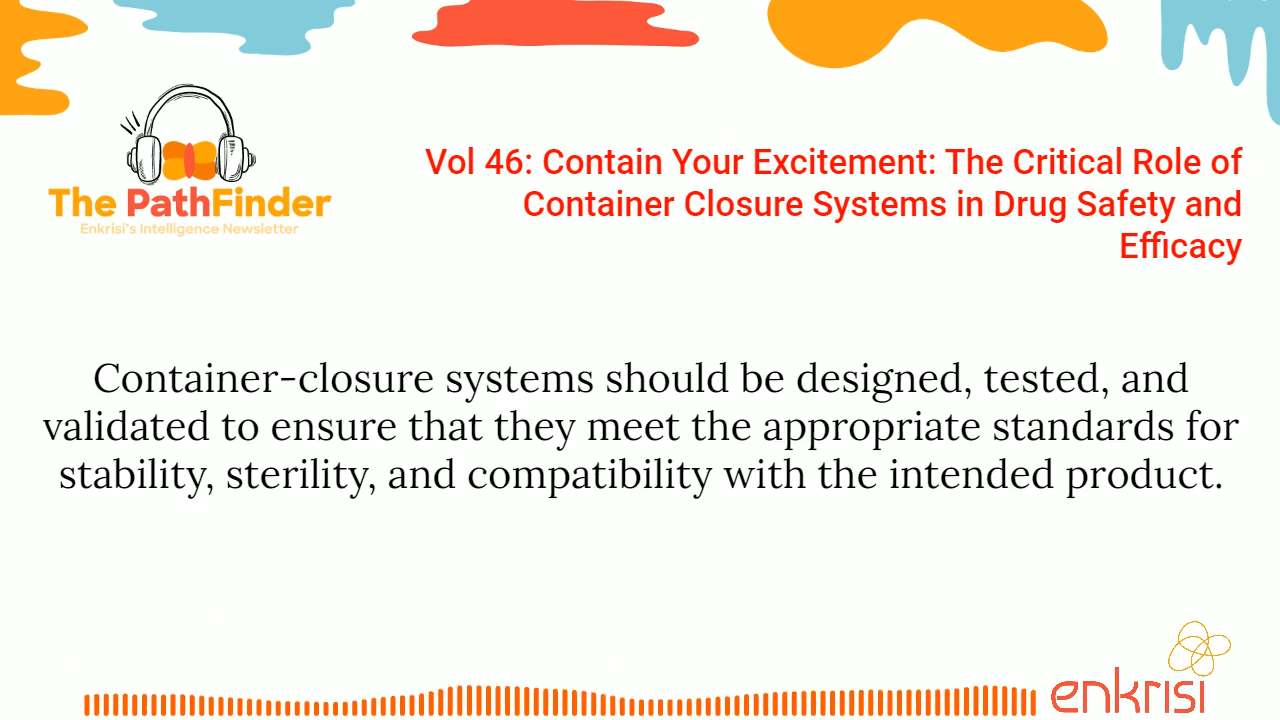 The PathFinder
Enkrisi's Intelligence Newsletter
Vol 46: Contain Your Excitement: The Critical Role of
Container Closure Systems in Drug Safety and
Efficacy
Container-closure systems should be designed, tested, and
validated to ensure that they meet the appropriate standards for
stability, sterility, and compatibility with the intended product.
enkrisi